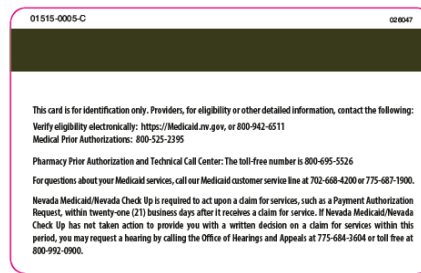 01515-0005-C 026047
This card is for identification only. Providers, for eligibility or other detailed information, contact the following:
Verify eligibility electronically: https://Medicaid.nv.gov, or 800-942-6511
Medical Prior Authorizations: 800-525-2395
Pharmacy Prior Authorization and Technical Call Center: The toll-free number is 800-695-5526
For questions about your Medicaid services, call our Medicaid customer service line at 702-668-4200 or 775-687-1900.
Nevada Medicaid/Nevada Check Up is required to act upon a claim for services, such as a Payment Authorization
Request, within twenty-one (21) business days after it receives a claim for service. If Nevada Medicaid/Nevada
Check Up has not taken action to provide you with a written decision on a claim for services within this
period, you may request a hearing by calling the Office of Hearings and Appeals at 775-684-3604 or toll free at
800-992-0900.